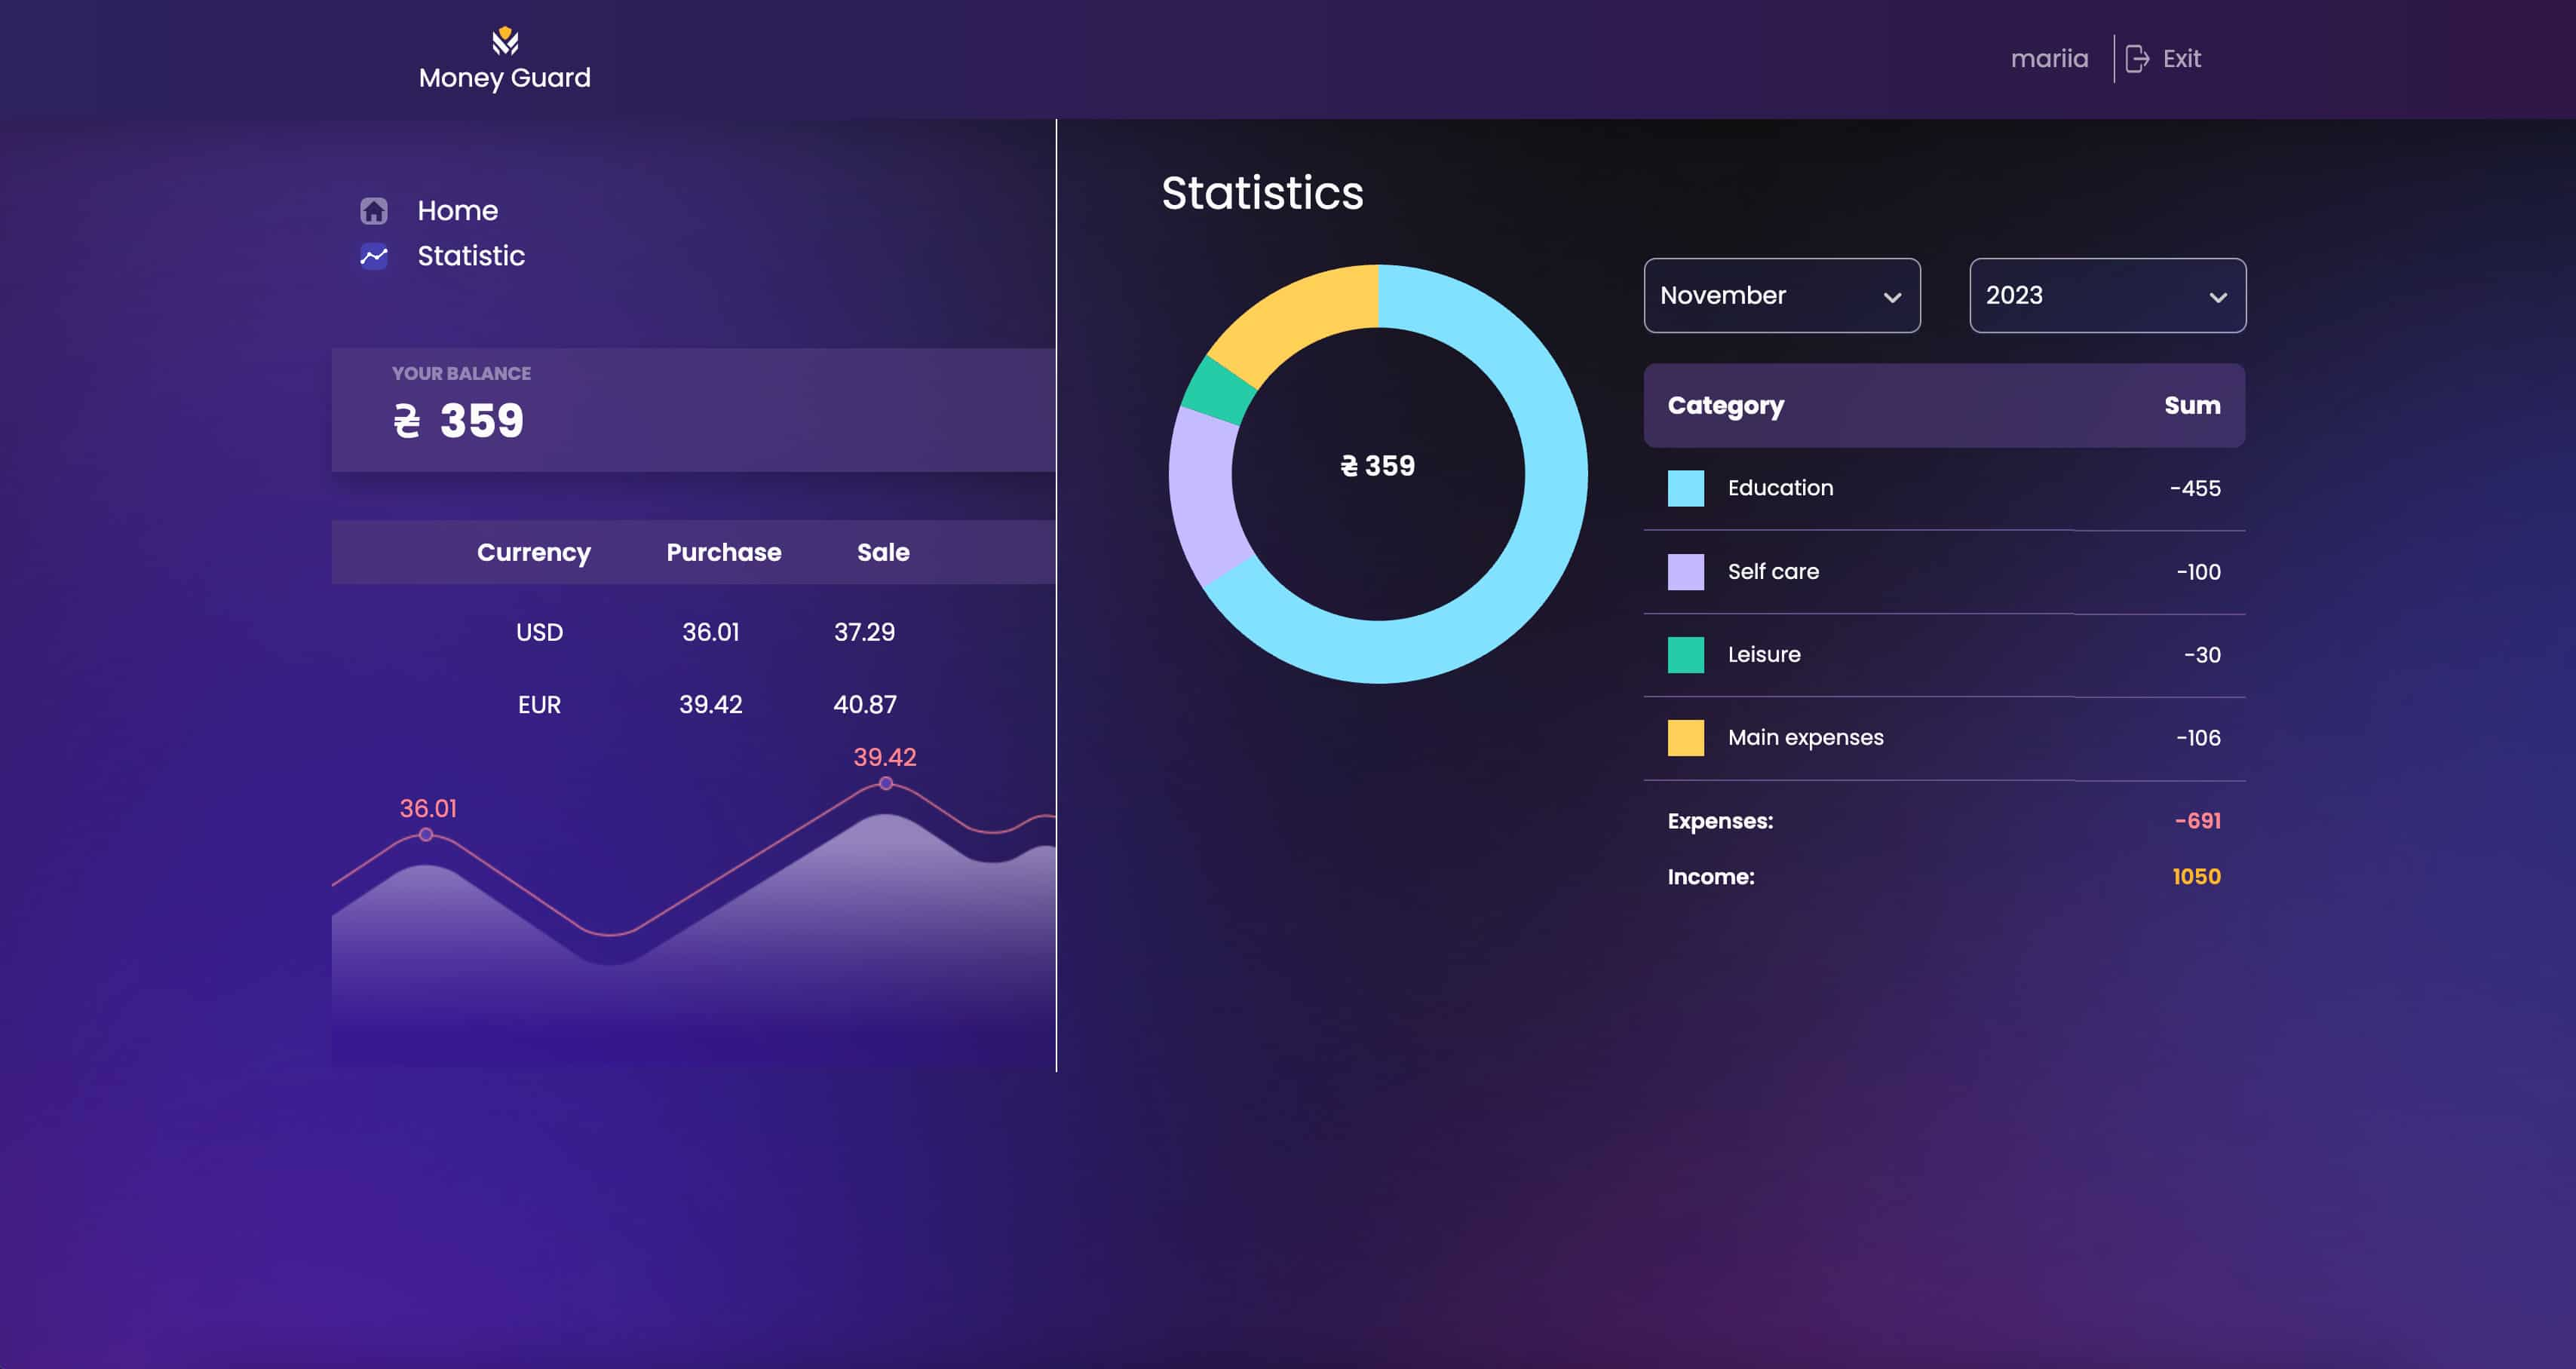 Money Guard
mariia
Exit
Home
Statistic
YOUR BALANCE
₴ 359
Currency Purchase Sale
USD 36.01 37.29
EUR 39.42 40.87
39.42
36.01
Statistics
₴ 359
November 2023
Category Sum
Education -455
Self care -100
Leisure -30
Main expenses -106
Expenses: -691
Income: 1050